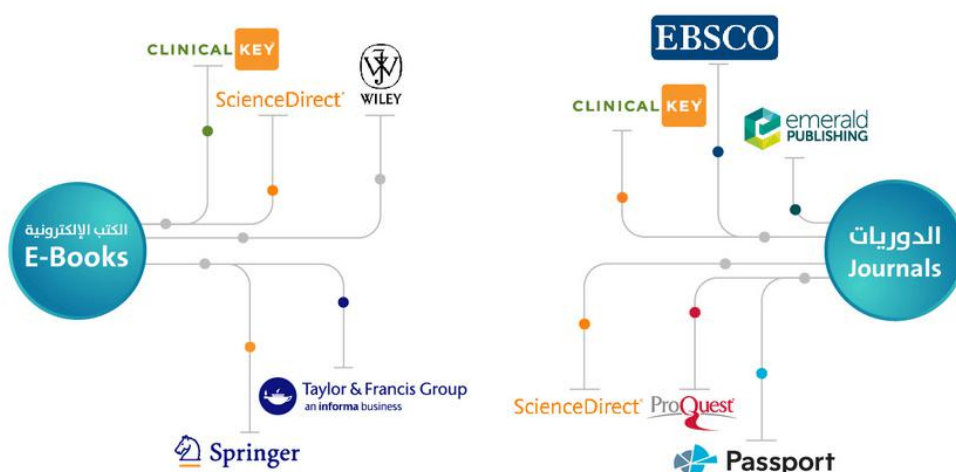 CLINICAL KEY
ScienceDirect®
WILEY
الكتب الإلكترونية
E-Books
Taylor & Francis Group
an informa business
Springer
EBSCO
CLINICAL KEY
emerald
PUBLISHING
الدوريات
Journals
ScienceDirect®
ProQuest®
Passport